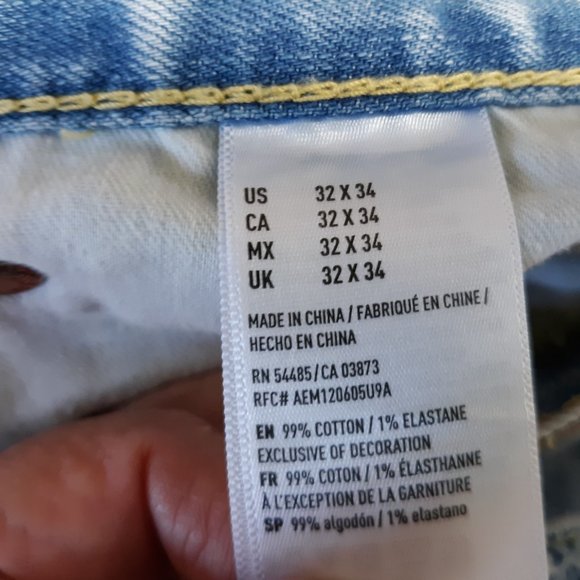 US 32 X 34
CA 32 X 34
MX 32 X 34
UK 32 X 34
MADE IN CHINA / FABRIQUÉ EN CHINE /
HECHO EN CHINA
RN 54485/CA 03873
RFC# AEM120605U9A
EN 99% COTTON / 1% ELASTANE
EXCLUSIVE OF DECORATION
FR 99% COTON / 1% ÉLASTHANNE
À L'EXCEPTION DE LA GARNITURE
SP 99% algodón / 1% elastano